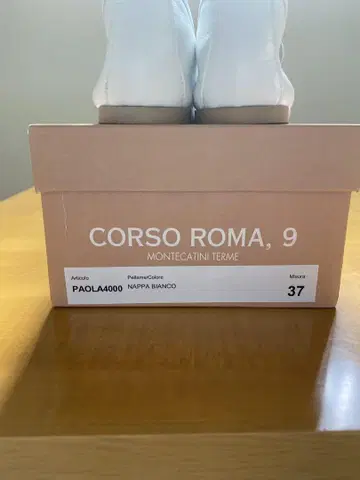 CORSO ROMA, 9
MONTECATINI TERME
Articolo Pellame/Colore Misura
PAOLA4000 NAPPA BIANCO 37